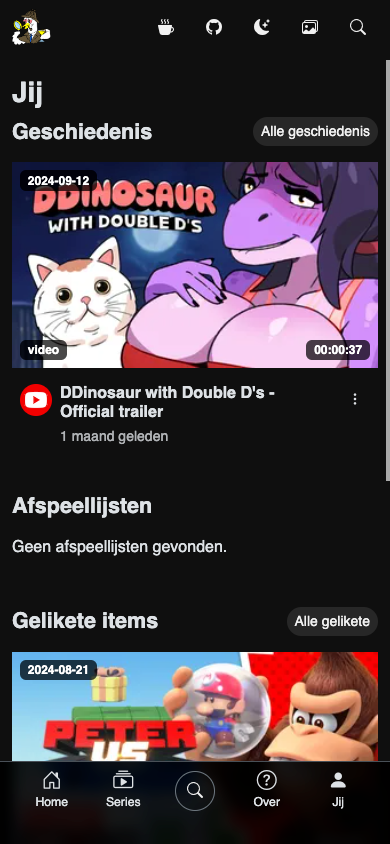 Jij
Geschiedenis
Alle geschiedenis
2024-09-12
DDINOSAUR
WITH DOUBLE D'S
video
00:00:37
DDinosaur with Double D's -
Official trailer
1 maand geleden
Afspeellijsten
Geen afspeellijsten gevonden.
Gelikete items
Alle gelikete
2024-08-21
PETER
US
Home
Series
Over
Jij